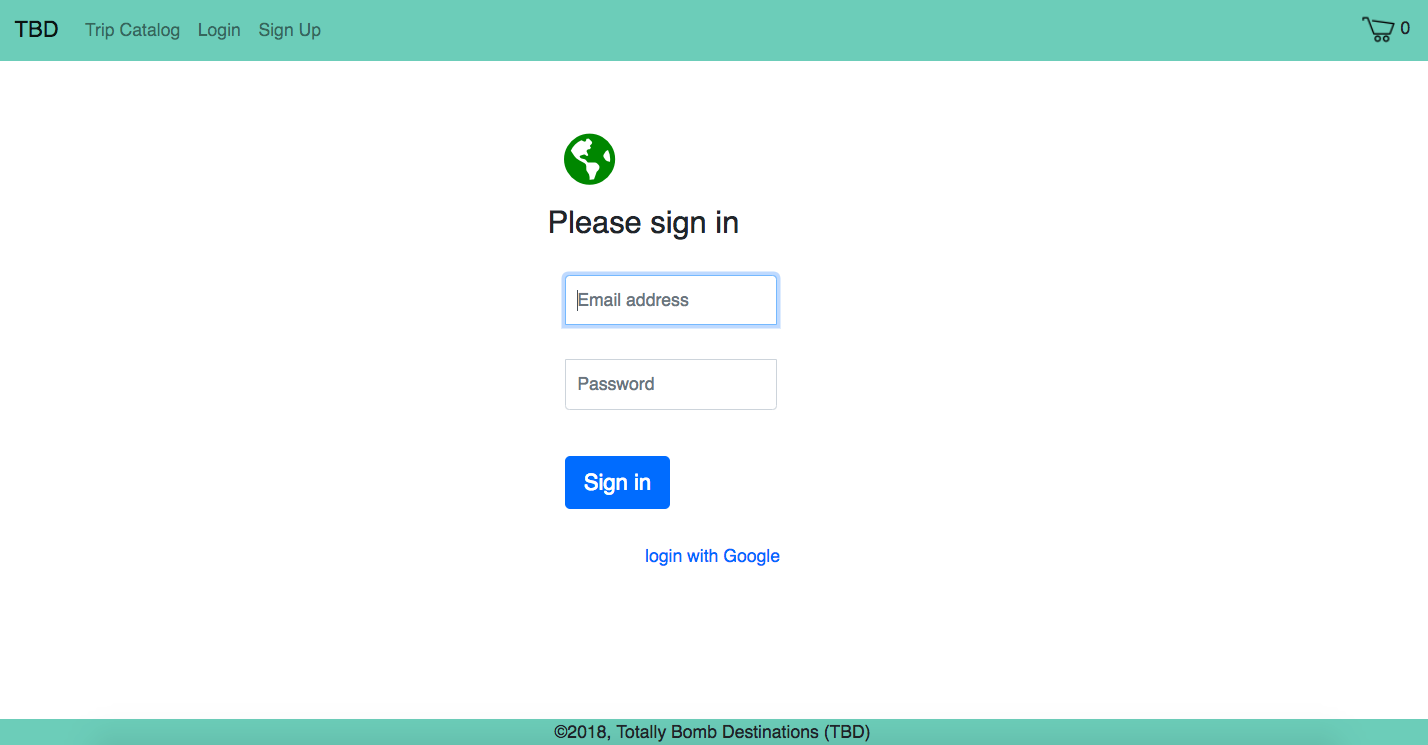 TBD Trip Catalog Login Sign Up 0
Please sign in
Email address
Password
Sign in
login with Google
©2018, Totally Bomb Destinations (TBD)